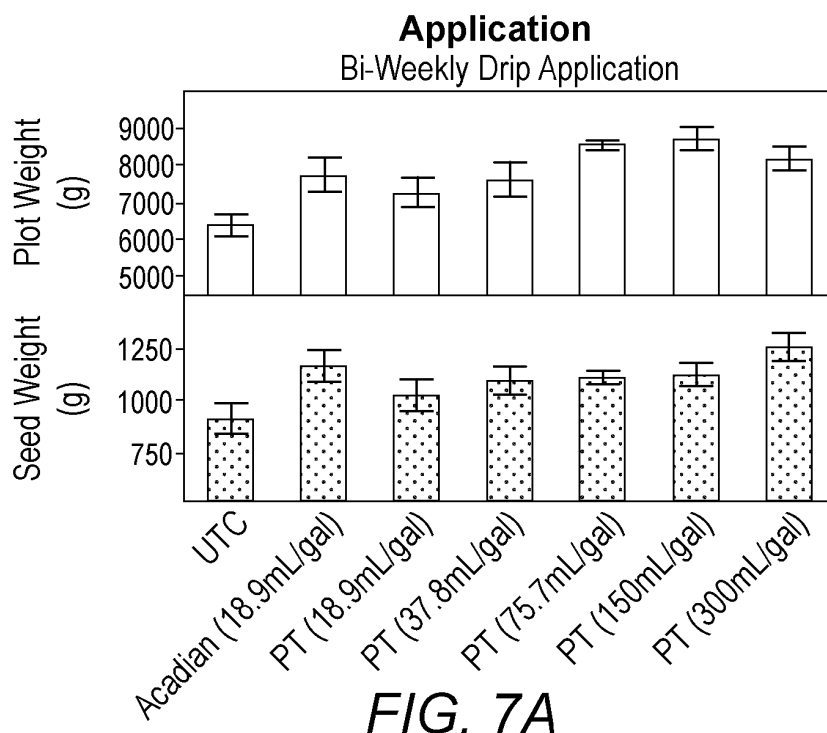 Application
Bi-Weekly Drip Application
Plot Weight
(g)
9000
8000
7000
6000
5000
Seed Weight
(g)
1250
1000
750
UTC
Acadian (18.9mL/gal)
PT (18.9mL/gal)
PT (37.8mL/gal)
PT (75.7mL/gal)
PT (150mL/gal)
PT (300mL/gal)
FIG. 7A